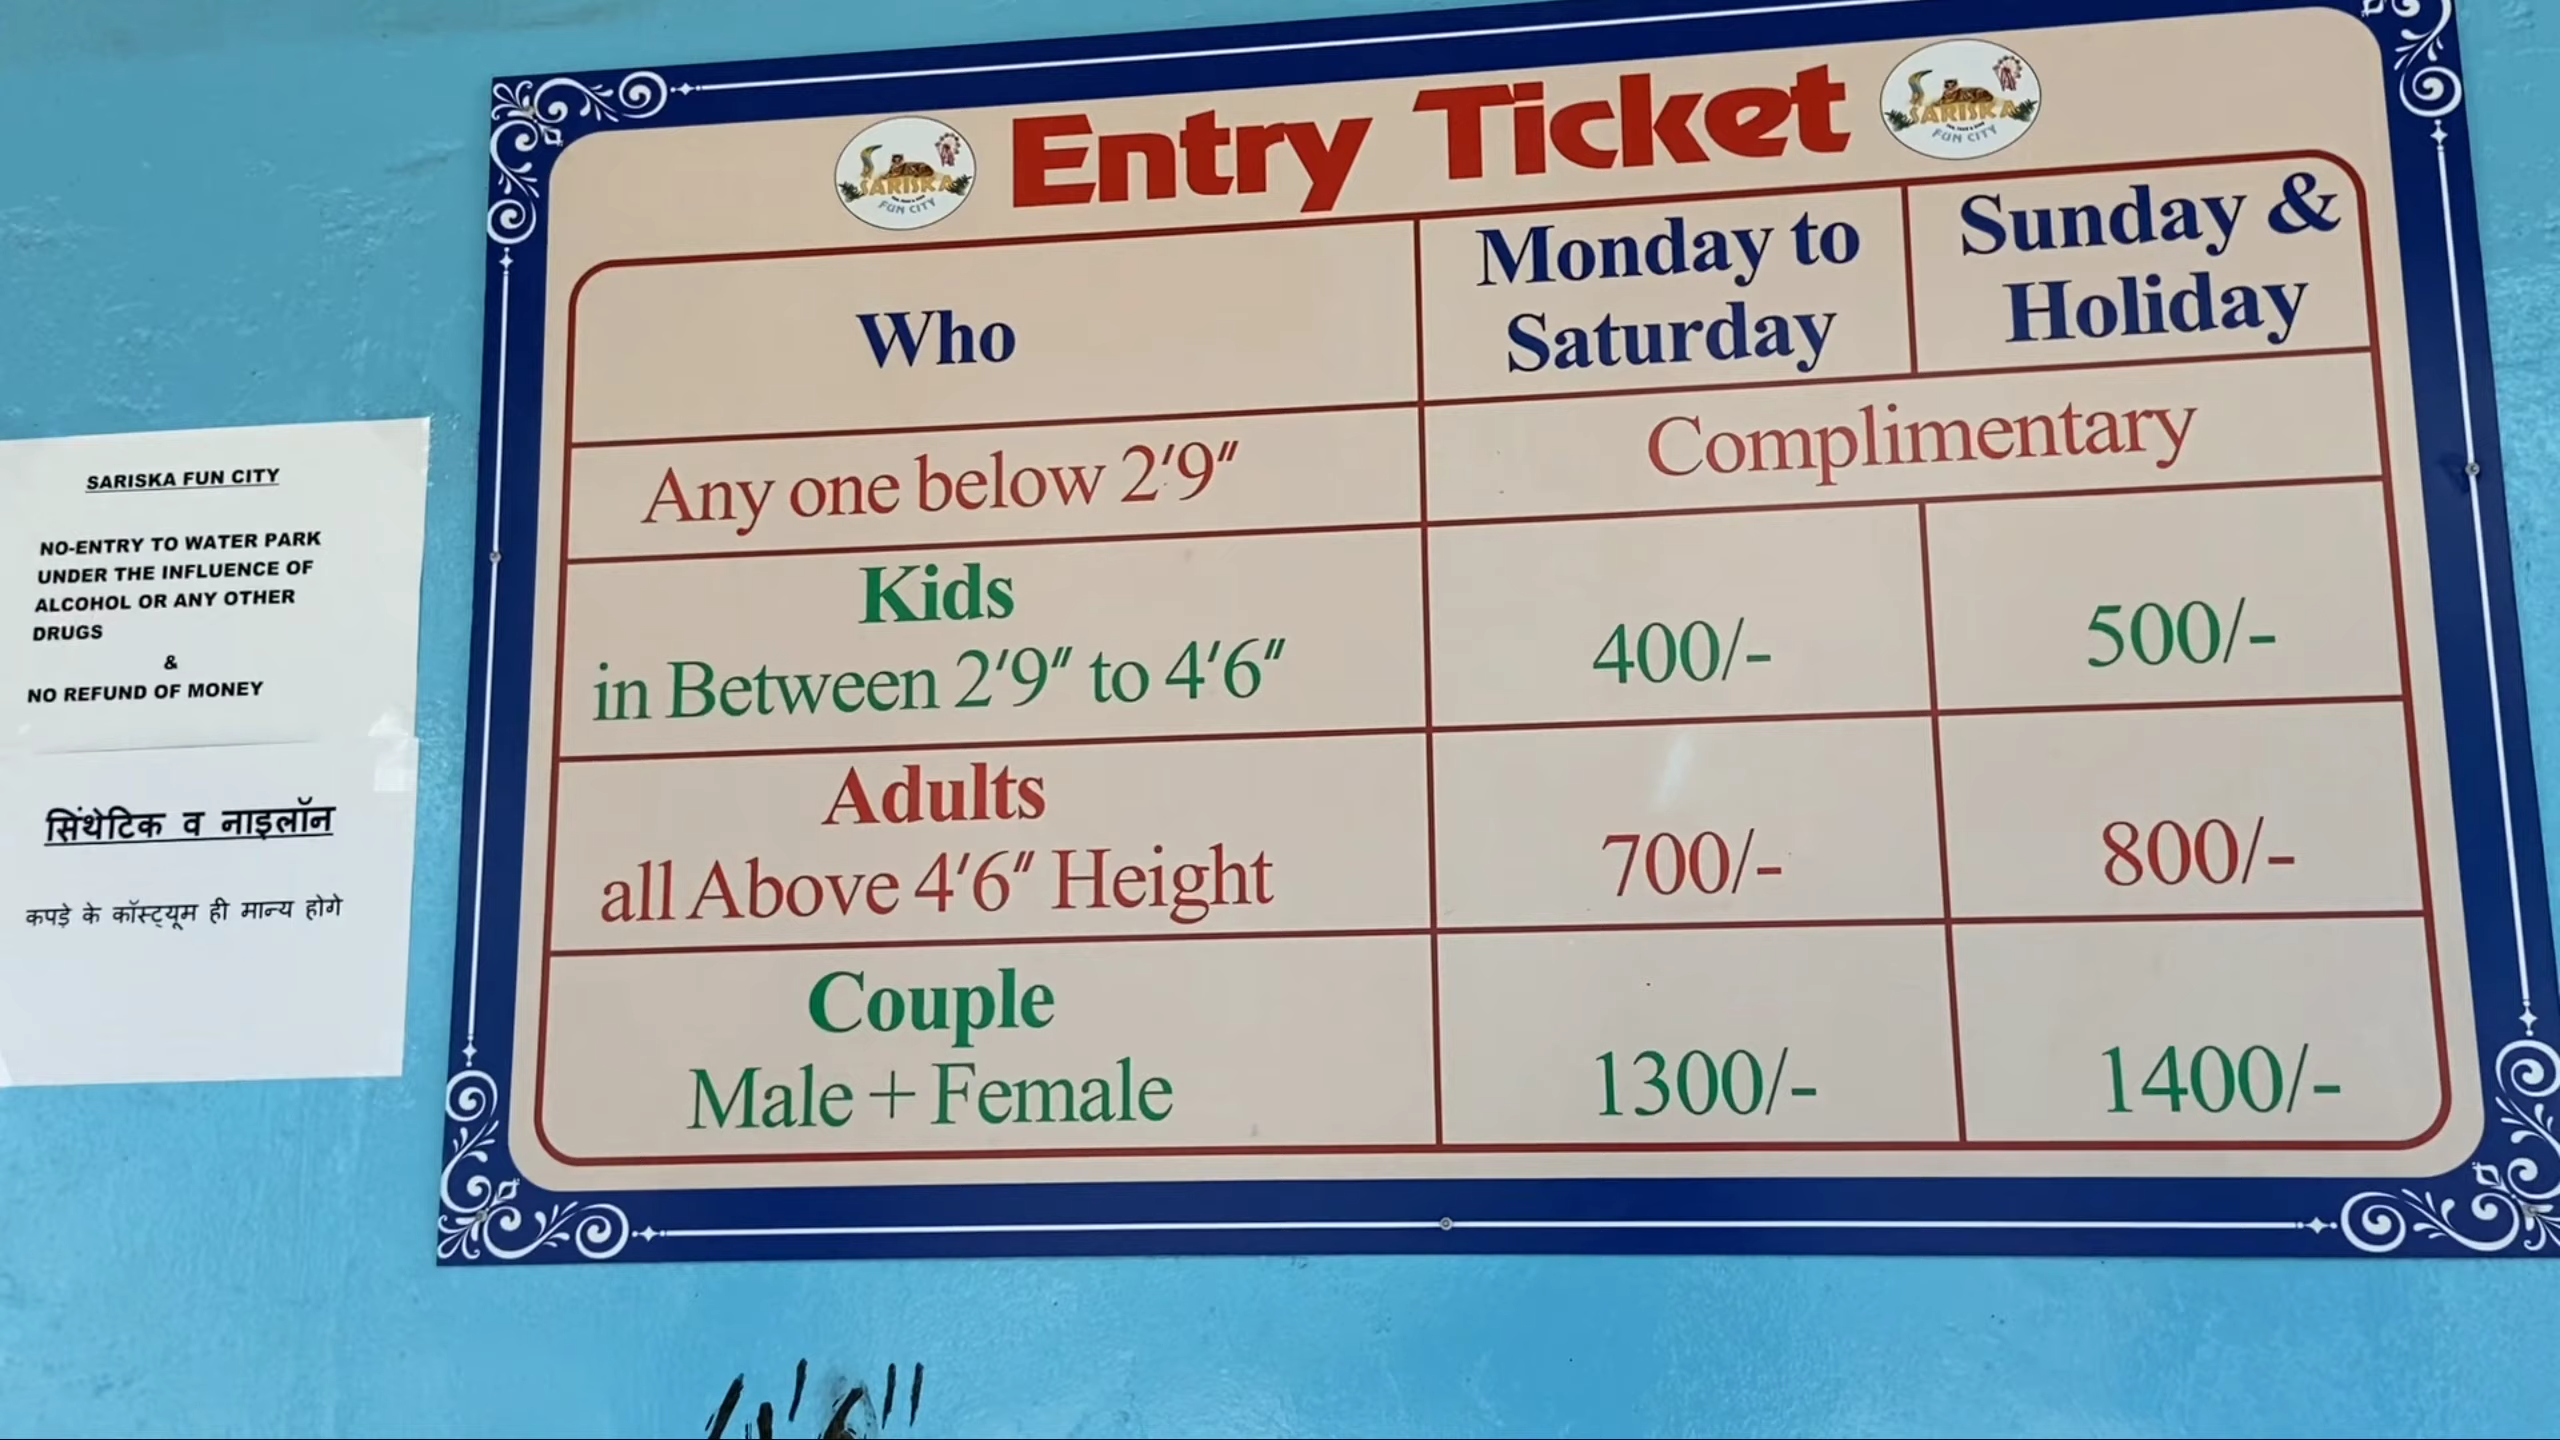 SARISKA FUN CITY
NO-ENTRY TO WATER PARK
UNDER THE INFLUENCE OF
ALCOHOL OR ANY OTHER
DRUGS
&
NO REFUND OF MONEY
सिंथेटिक व नाइलॉन
कपड़े के कॉस्ट्यूम ही मान्य होगे
SARISKA
FUN CITY
Entry Ticket
SARISKA
FUN CITY
Who
Monday to
Saturday
Sunday &
Holiday
Any one below 2'9"
Complimentary
Kids
in Between 2'9" to 4'6"
400/-
500/-
Adults
all Above 4'6" Height
700/-
800/-
Couple
Male + Female
1300/-
1400/-
4'6"